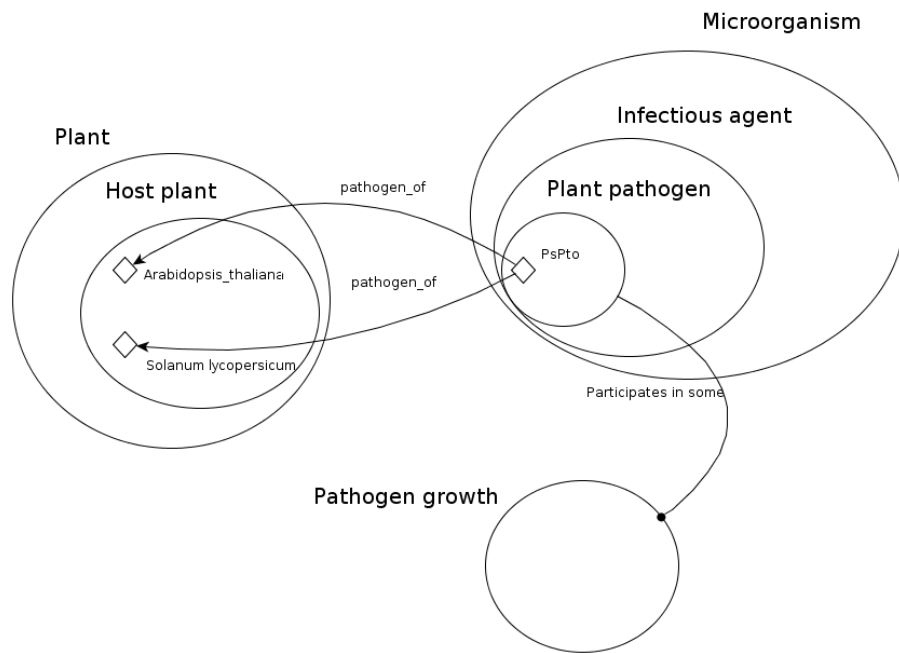 Microorganism
Infectious agent
Plant
Host plant
pathogen_of
Plant pathogen
PsPto
Arabidopsis_thaliana
pathogen_of
Solanum lycopersicum
Participates in some
Pathogen growth